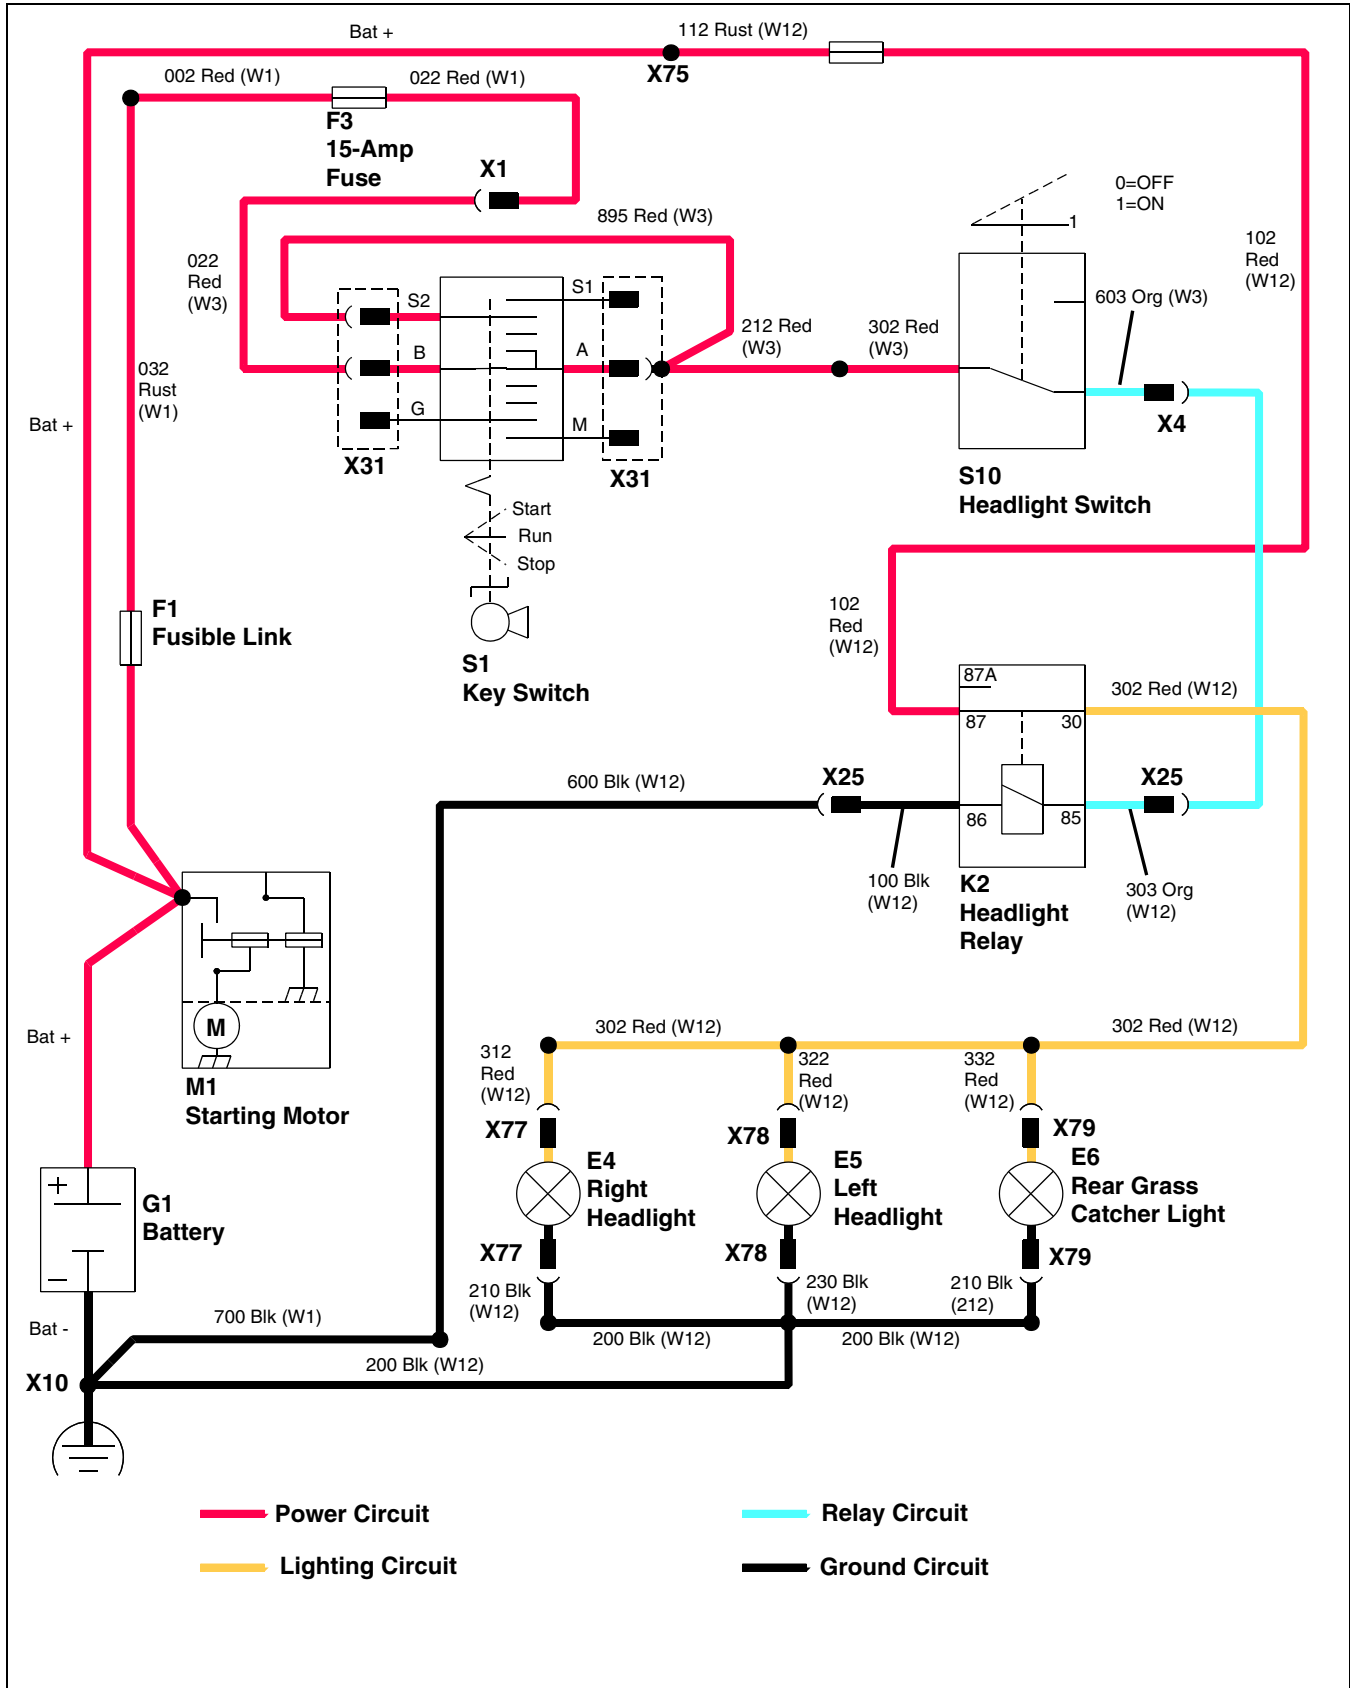 Bat +
112 Rust (W12)
X75
002 Red (W1)
022 Red (W1)
F3
15-Amp
Fuse
X1
0=OFF
1=ON
1
895 Red (W3)
102
Red
(W12)
022
Red
(W3)
S2
S1
603 Org (W3)
B
A
212 Red
(W3)
302 Red
(W3)
032
Rust
(W1)
G
M
Bat +
X4
X31
X31
S10
Headlight Switch
Start
Run
Stop
F1
Fusible Link
102
Red
(W12)
S1
Key Switch
87A
302 Red (W12)
87
30
600 Blk (W12)
X25
X25
86
85
100 Blk
(W12)
K2
Headlight
Relay
303 Org
(W12)
M
Bat +
302 Red (W12)
302 Red (W12)
312
Red
(W12)
322
Red
(W12)
332
Red
(W12)
M1
Starting Motor
X77
X78
X79
E4
Right
Headlight
E5
Left
Headlight
E6
Rear Grass
Catcher Light
+
−
G1
Battery
X77
X78
X79
210 Blk
(W12)
230 Blk
(W12)
210 Blk
(212)
Bat -
700 Blk (W1)
200 Blk (W12)
200 Blk (W12)
200 Blk (W12)
X10
Power Circuit
Relay Circuit
Lighting Circuit
Ground Circuit